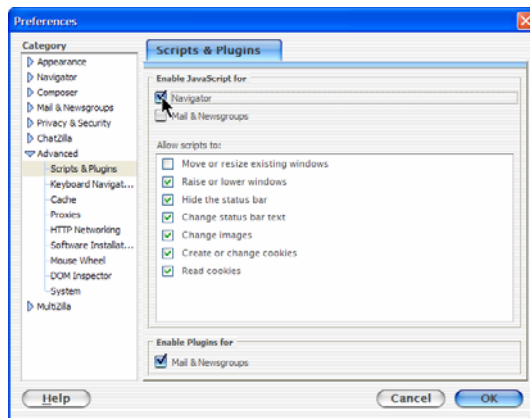 Preferences
Category
Appearance
Navigator
Composer
Mail & Newsgroups
Privacy & Security
ChatZilla
Advanced
Scripts & Plugins
Keyboard Navigat...
Cache
Proxies
HTTP Networking
Software Installat...
Mouse Wheel
DOM Inspector
System
MultiZilla
Scripts & Plugins
Enable JavaScript for
Navigator
Mail & Newsgroups
Allow scripts to:
Move or resize existing windows
Raise or lower windows
Hide the status bar
Change status bar text
Change images
Create or change cookies
Read cookies
Enable Plugins for
Mail & Newsgroups
Help
Cancel
OK